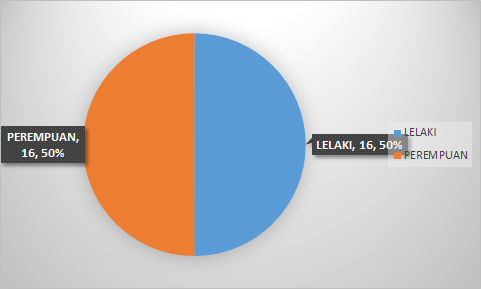 PEREMPUAN,
16, 50%
LELAKI, 16, 50%
LELAKI
PEREMPUAN